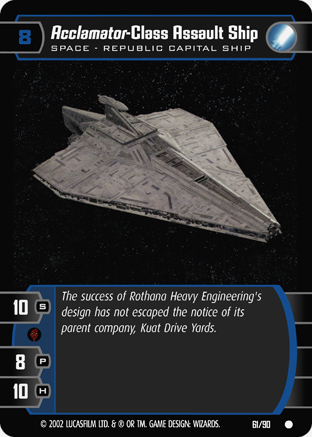 8
Acclamator-Class Assault Ship
SPACE - REPUBLIC CAPITAL SHIP
10 S
The success of Rothana Heavy Engineering's
design has not escaped the notice of its
parent company, Kuat Drive Yards.
8 P
10 H
© 2002 LUCASFILM LTD. & ® OR TM. GAME DESIGN: WIZARDS.
61/90